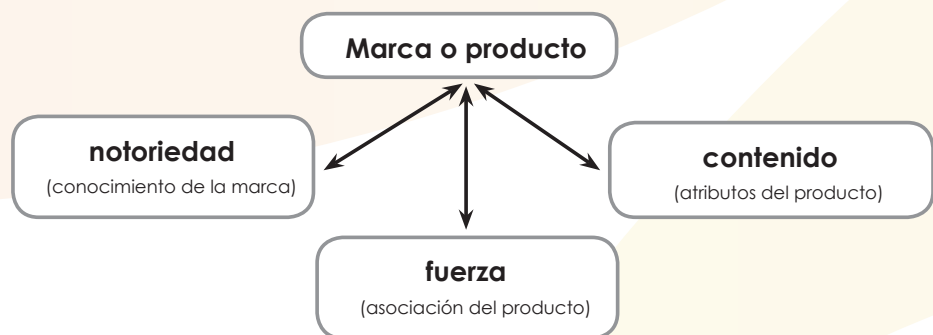 Marca o producto
notoriedad
(conocimiento de la marca)
contenido
(atributos del producto)
fuerza
(asociación del producto)